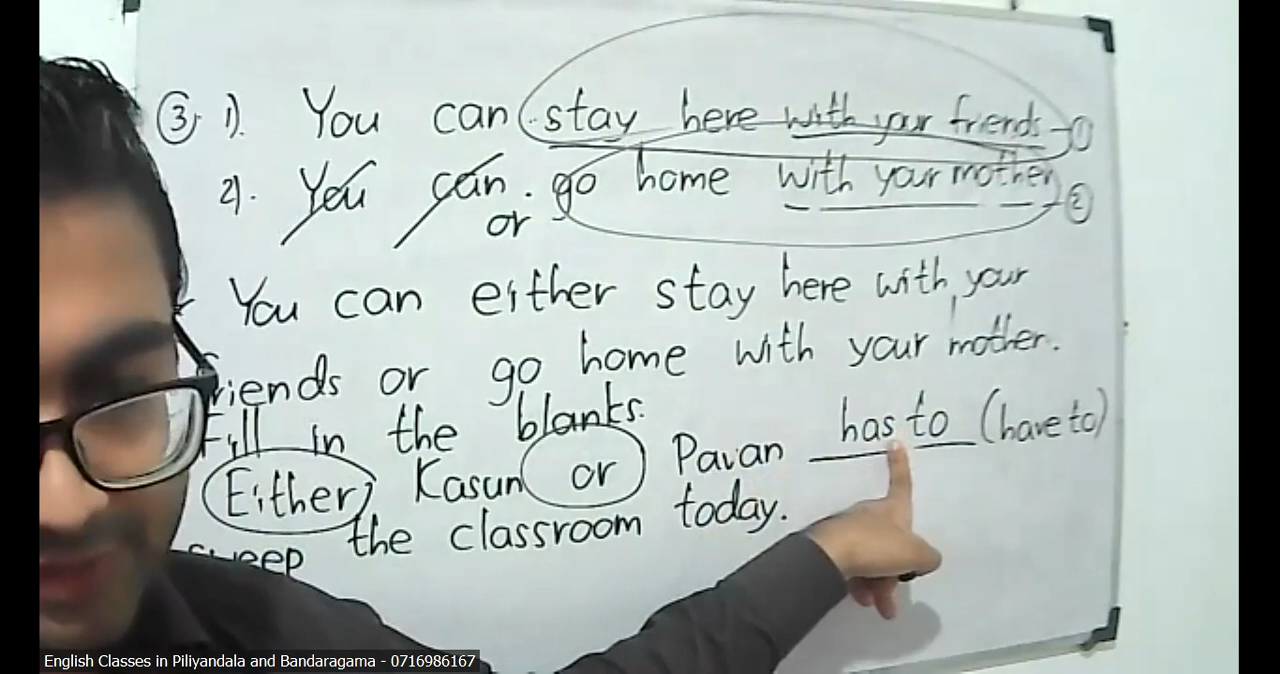 ③ 1). You can stay here with your friends ①
2). You can. go home with your mother ②
or
You can either stay here with your
friends or go home with your mother.
Fill in the blanks.
Either Kasun or Pavan has to (have to)
sweep the classroom today.
English Classes in Piliyandala and Bandaragama - 0716986167